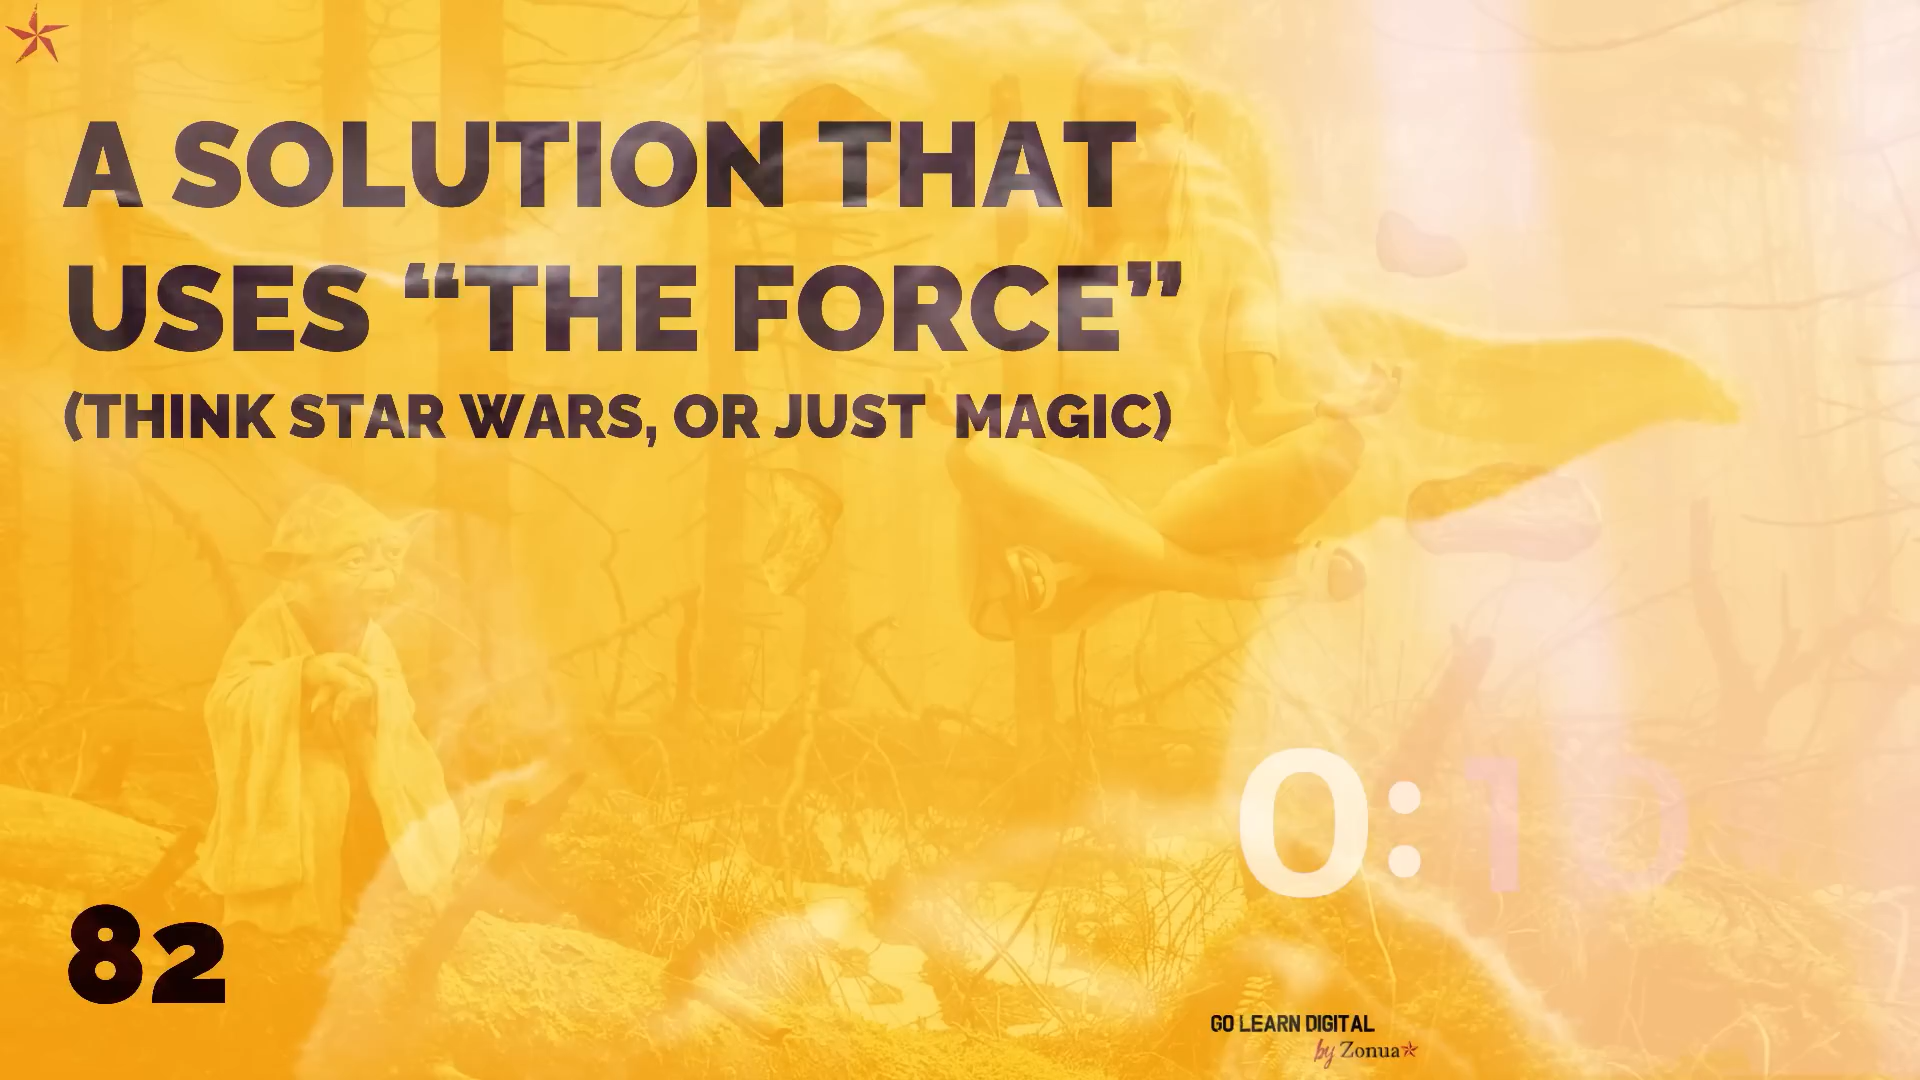 A SOLUTION THAT
USES “THE FORCE”
(THINK STAR WARS, OR JUST MAGIC)
0:10
82
GO LEARN DIGITAL
by Zonua